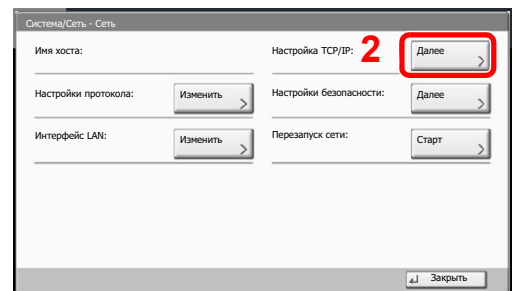 Система/Сеть - Сеть
Имя хоста:
Настройка TCP/IP: 2 Далее
Настройки протокола: Изменить
Настройки безопасности: Далее
Интерфейс LAN: Изменить
Перезапуск сети: Старт
Закрыть